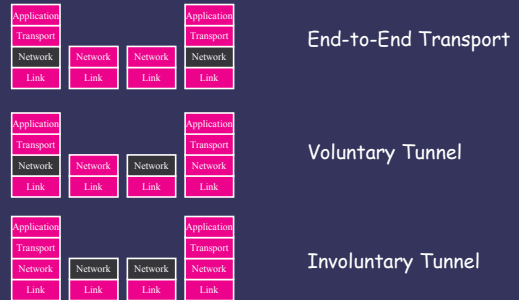 Application Application
Transport Transport End-to-End Transport
Network Network Network Network
Link Link Link Link
Application Application
Transport Transport Voluntary Tunnel
Network Network Network Network
Link Link Link Link
Application Application
Transport Transport
Network Network Network Network Involuntary Tunnel
Link Link Link Link